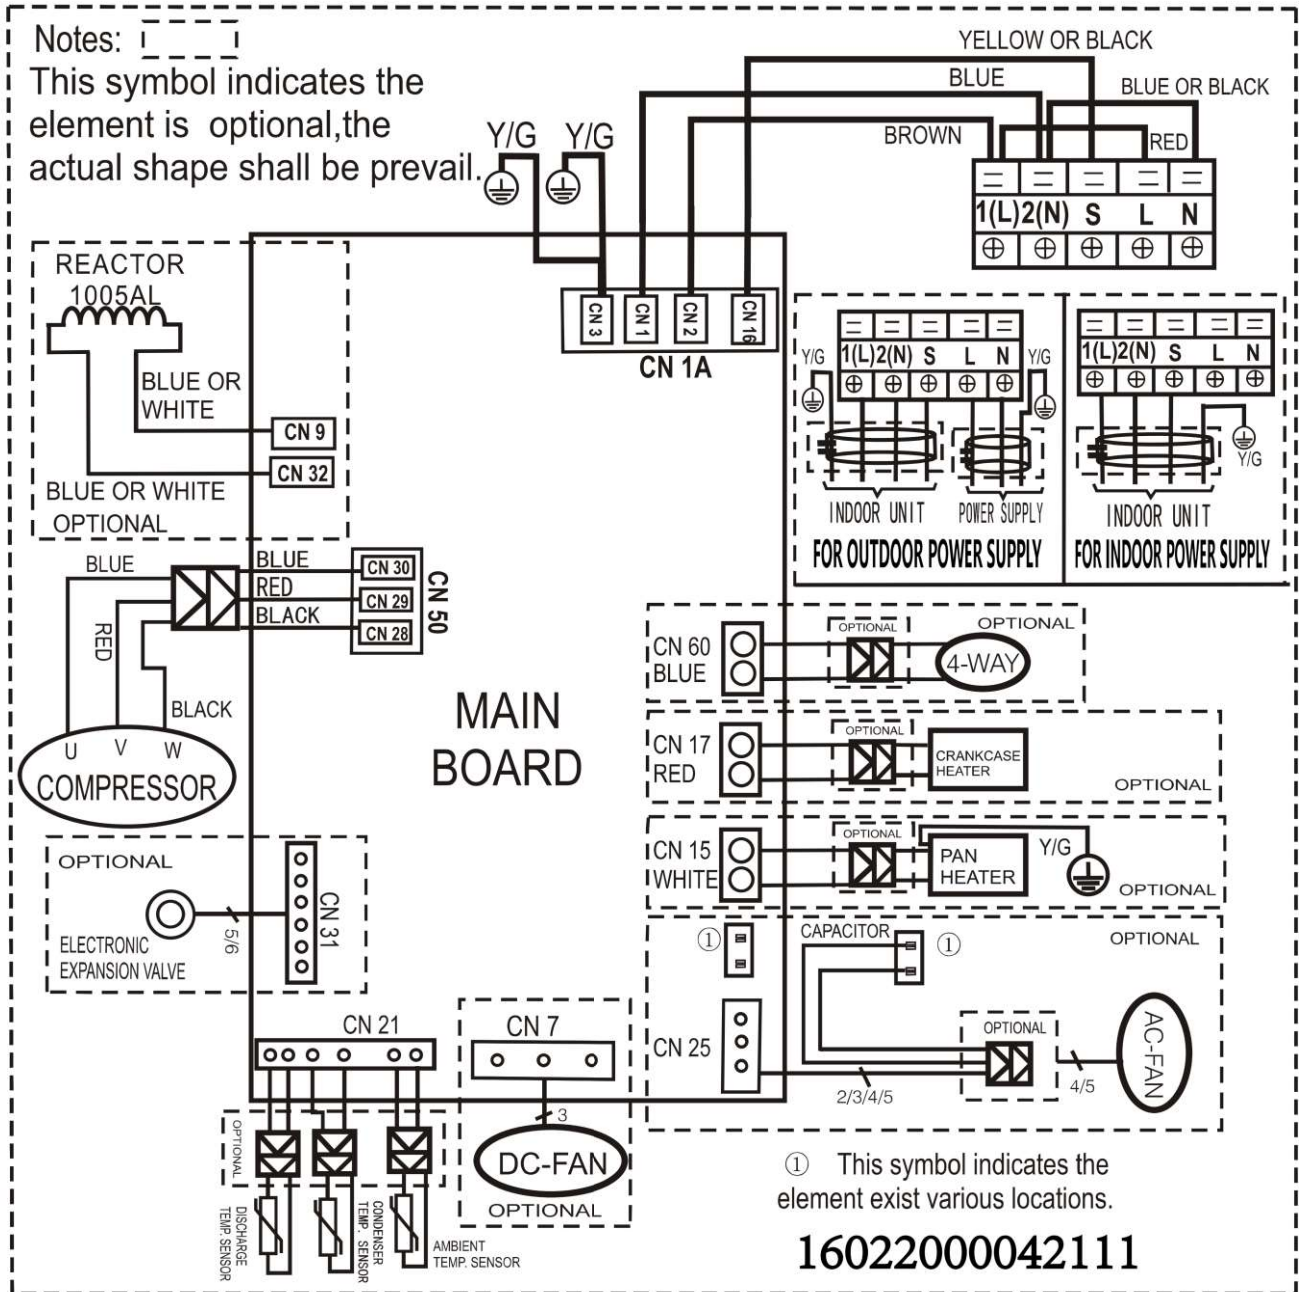 Notes:
This symbol indicates the
element is optional,the
actual shape shall be prevail.
Y/G
Y/G
YELLOW OR BLACK
BLUE
BLUE OR BLACK
BROWN
RED
1(L) 2(N) S L N
CN 3
CN 1
CN 2
CN 16
CN 1A
REACTOR
1005AL
BLUE OR
WHITE
CN 9
CN 32
BLUE OR WHITE
OPTIONAL
Y/G
1(L) 2(N) S L N
Y/G
INDOOR UNIT
POWER SUPPLY
FOR OUTDOOR POWER SUPPLY
1(L) 2(N) S L N
Y/G
INDOOR UNIT
FOR INDOOR POWER SUPPLY
BLUE
RED
BLACK
BLUE
RED
BLACK
CN 30
CN 29
CN 28
CN 50
U V W
COMPRESSOR
MAIN
BOARD
CN 60
BLUE
OPTIONAL
4-WAY
OPTIONAL
CN 17
RED
OPTIONAL
CRANKCASE
HEATER
OPTIONAL
CN 15
WHITE
OPTIONAL
PAN
HEATER
Y/G
OPTIONAL
OPTIONAL
ELECTRONIC
EXPANSION VALVE
5/6
CN 31
①
CAPACITOR
①
OPTIONAL
CN 25
2/3/4/5
OPTIONAL
4/5
AC-FAN
CN 21
OPTIONAL
DISCHARGE
TEMP. SENSOR
CONDENSER
TEMP. SENSOR
AMBIENT
TEMP. SENSOR
CN 7
3
DC-FAN
OPTIONAL
① This symbol indicates the
element exist various locations.
16022000042111